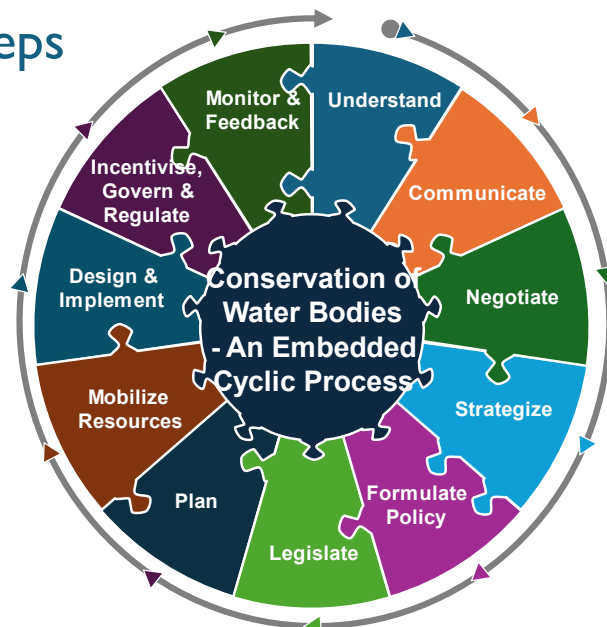 eps
Understand
Communicate
Negotiate
Strategize
Formulate
Policy
Legislate
Plan
Mobilize
Resources
Design &
Implement
Incentivise,
Govern &
Regulate
Monitor &
Feedback
Conservation of
Water Bodies
- An Embedded
Cyclic Process